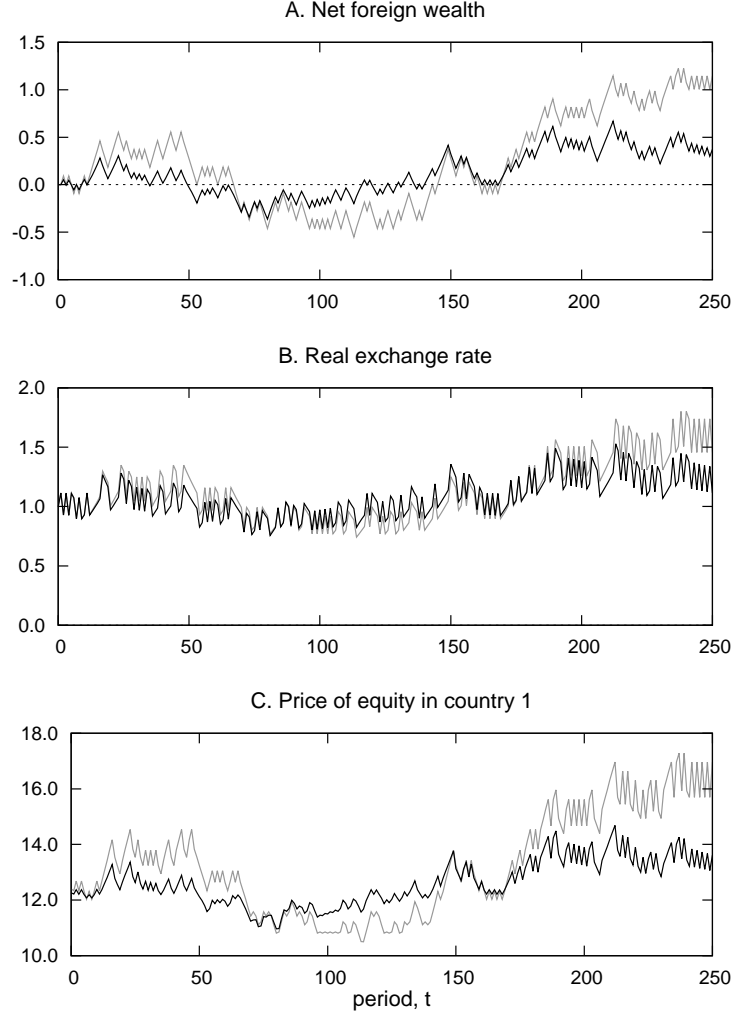 A. Net foreign wealth
1.5
1.0
0.5
0.0
-0.5
-1.0
0 50 100 150 200 250
B. Real exchange rate
2.0
1.5
1.0
0.5
0.0
0 50 100 150 200 250
C. Price of equity in country 1
18.0
16.0
14.0
12.0
10.0
0 50 100 150 200 250
period, t